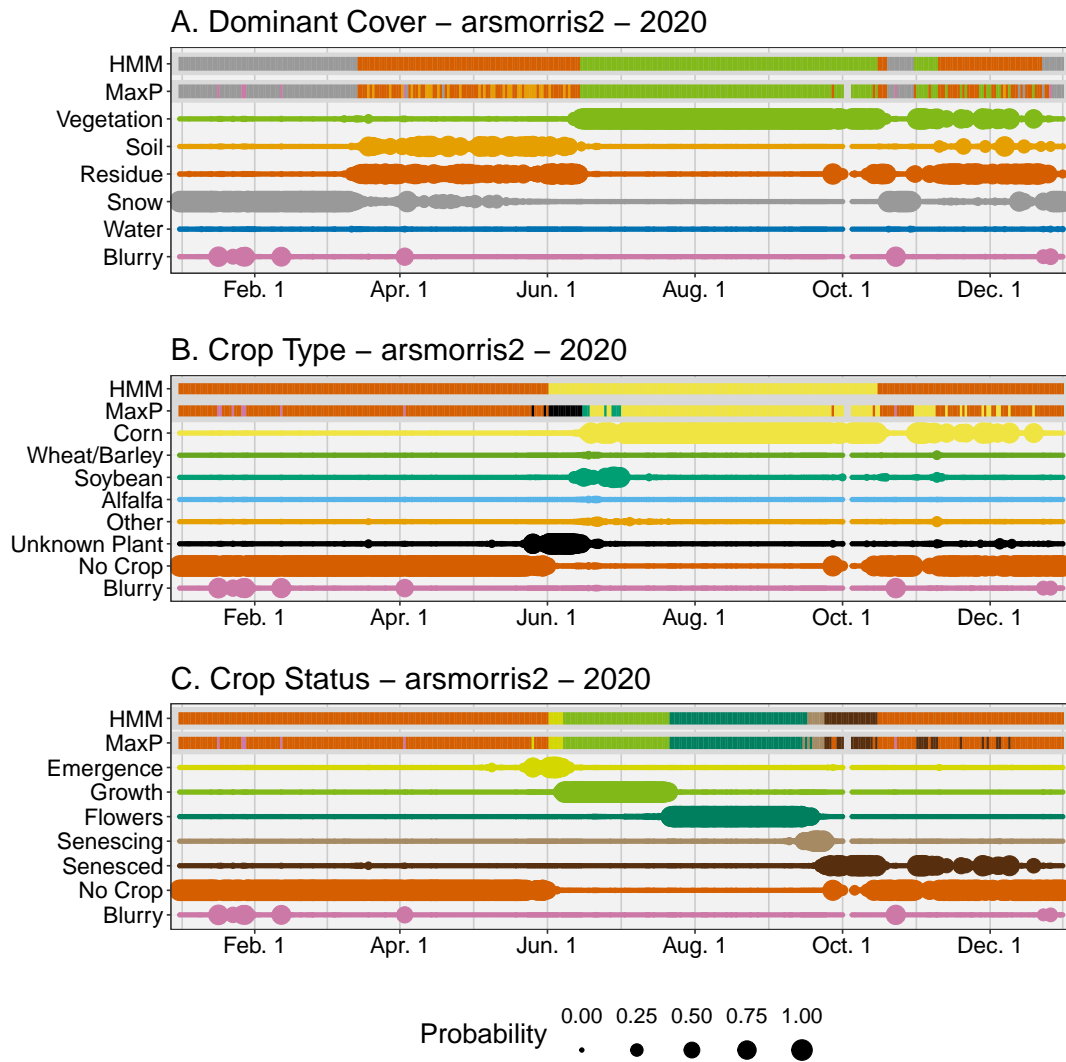 A. Dominant Cover – arsmorris2 – 2020
HMM
MaxP
Vegetation
Soil
Residue
Snow
Water
Blurry
Feb. 1 Apr. 1 Jun. 1 Aug. 1 Oct. 1 Dec. 1
B. Crop Type – arsmorris2 – 2020
HMM
MaxP
Corn
Wheat/Barley
Soybean
Alfalfa
Other
Unknown Plant
No Crop
Blurry
Feb. 1 Apr. 1 Jun. 1 Aug. 1 Oct. 1 Dec. 1
C. Crop Status – arsmorris2 – 2020
HMM
MaxP
Emergence
Growth
Flowers
Senescing
Senesced
No Crop
Blurry
Feb. 1 Apr. 1 Jun. 1 Aug. 1 Oct. 1 Dec. 1
0.00 0.25 0.50 0.75 1.00
Probability